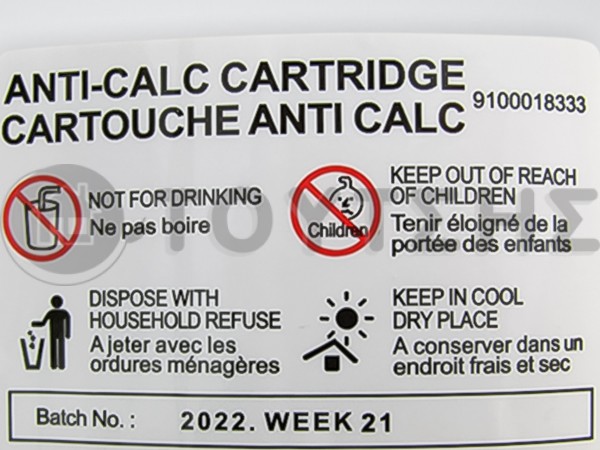 ANTI-CALC CARTRIDGE
CARTOUCHE ANTI CALC
9100018333
NOT FOR DRINKING
Ne pas boire
Children
KEEP OUT OF REACH
OF CHILDREN
Tenir éloigné de la
portée des enfants
ΤΟΥΤΣΗΣ
DISPOSE WITH
HOUSEHOLD REFUSE
A jeter avec les
ordures ménagères
KEEP IN COOL
DRY PLACE
A conserver dans un
endroit frais et sec
Batch No. : 2022. WEEK 21